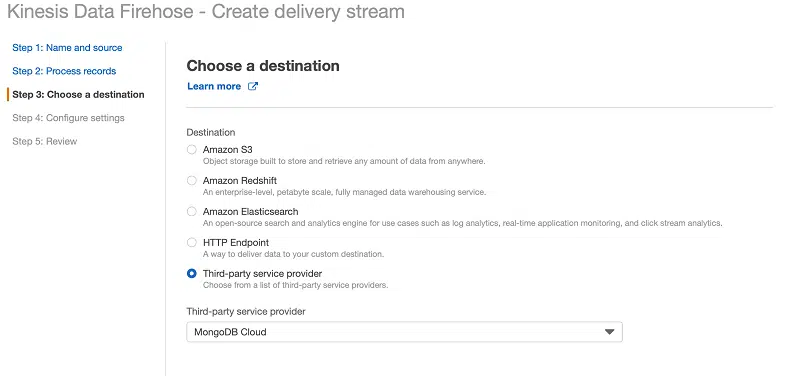 Kinesis Data Firehose - Create delivery stream
Step 1: Name and source
Step 2: Process records
Step 3: Choose a destination
Step 4: Configure settings
Step 5: Review
Choose a destination
Learn more
Destination
Amazon S3
Object storage built to store and retrieve any amount of data from anywhere.
Amazon Redshift
An enterprise-level, petabyte scale, fully managed data warehousing service.
Amazon Elasticsearch
An open-source search and analytics engine for use cases such as log analytics, real-time application monitoring, and click stream analytics.
HTTP Endpoint
A way to deliver data to your custom destination.
Third-party service provider
Choose from a list of third-party service providers.
Third-party service provider
MongoDB Cloud